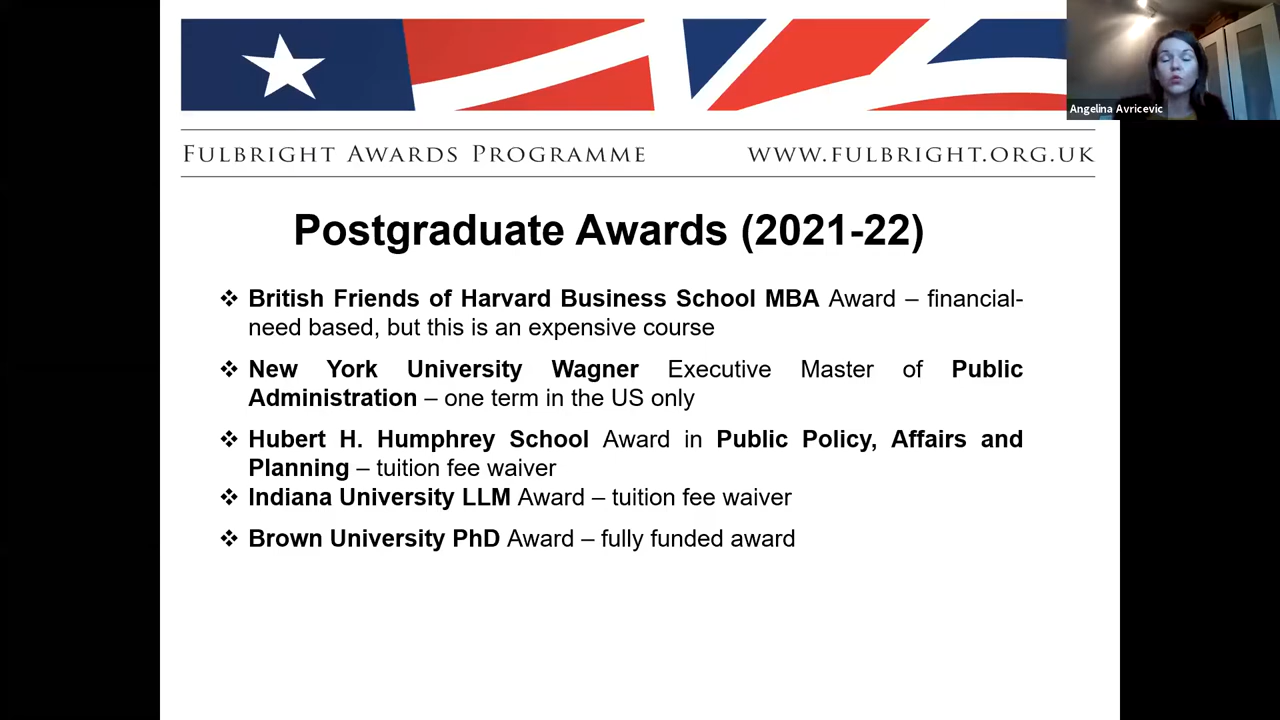 Angelina Avricevic
FULBRIGHT AWARDS PROGRAMME
WWW.FULBRIGHT.ORG.UK
Postgraduate Awards (2021-22)
❖ British Friends of Harvard Business School MBA Award – financial-
need based, but this is an expensive course
❖ New York University Wagner Executive Master of Public
Administration – one term in the US only
❖ Hubert H. Humphrey School Award in Public Policy, Affairs and
Planning – tuition fee waiver
❖ Indiana University LLM Award – tuition fee waiver
❖ Brown University PhD Award – fully funded award